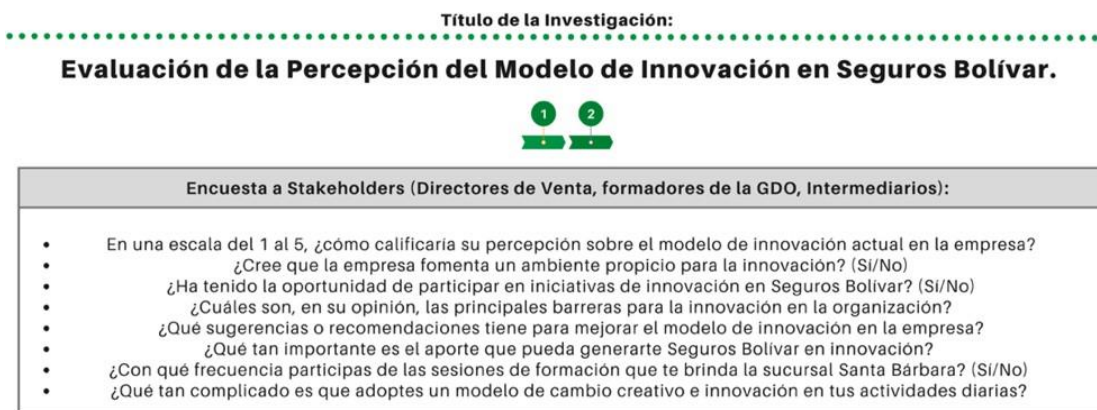 Título de la Investigación:
Evaluación de la Percepción del Modelo de Innovación en Seguros Bolívar.
1 2
Encuesta a Stakeholders (Directores de Venta, formadores de la GDO, Intermediarios):
• En una escala del 1 al 5, ¿cómo calificaría su percepción sobre el modelo de innovación actual en la empresa?
• ¿Cree que la empresa fomenta un ambiente propicio para la innovación? (Sí/No)
• ¿Ha tenido la oportunidad de participar en iniciativas de innovación en Seguros Bolívar? (Sí/No)
• ¿Cuáles son, en su opinión, las principales barreras para la innovación en la organización?
• ¿Qué sugerencias o recomendaciones tiene para mejorar el modelo de innovación en la empresa?
• ¿Qué tan importante es el aporte que pueda generarte Seguros Bolívar en innovación?
• ¿Con qué frecuencia participas de las sesiones de formación que te brinda la sucursal Santa Bárbara? (Sí/No)
• ¿Qué tan complicado es que adoptes un modelo de cambio creativo e innovación en tus actividades diarias?